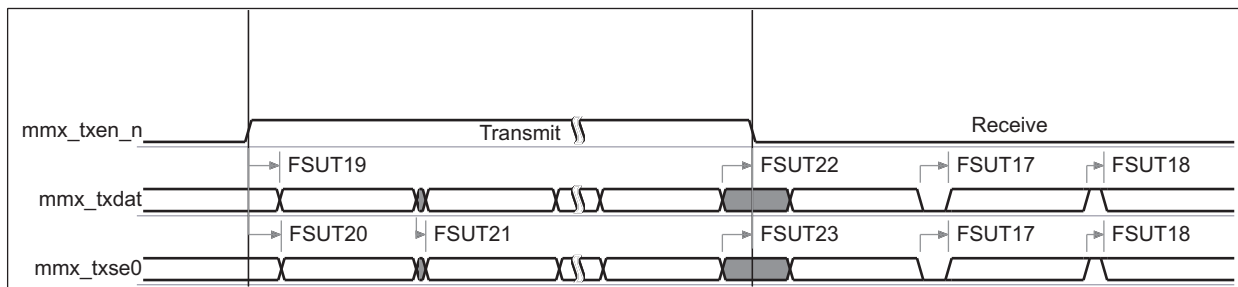 mmx_txen_n Transmit Receive
FSUT19 FSUT22 FSUT17 FSUT18
mmx_txdat
FSUT20 FSUT21 FSUT23 FSUT17 FSUT18
mmx_txse0